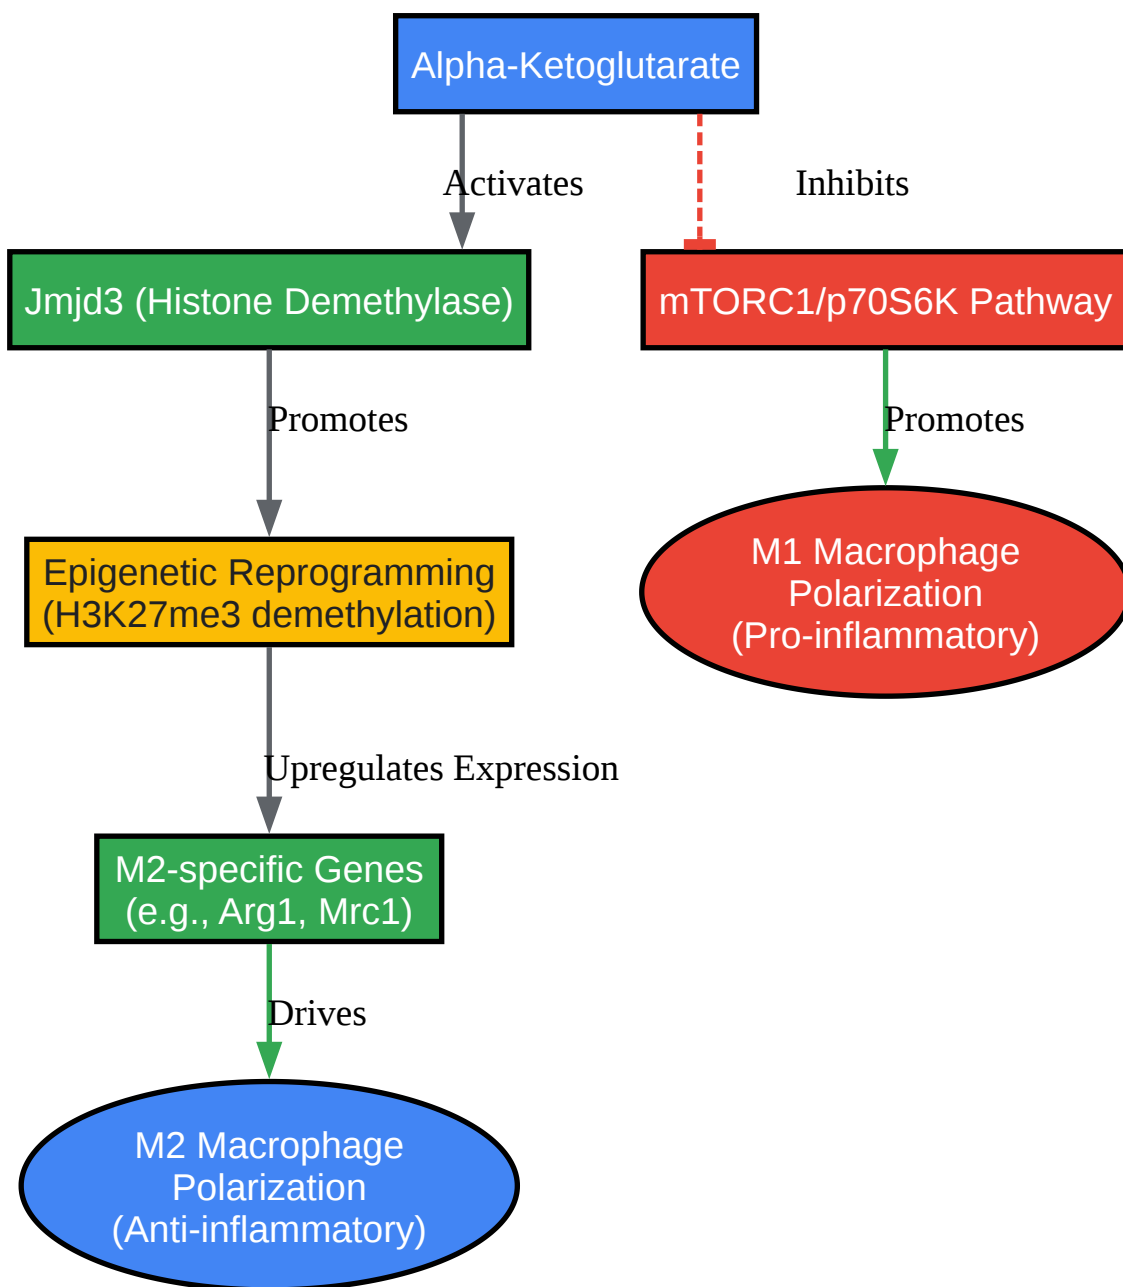 Alpha-Ketoglutarate
Activates
Inhibits
Jmjd3 (Histone Demethylase)
mTORC1/p70S6K Pathway
Promotes
Promotes
M1 Macrophage
Polarization
(Pro-inflammatory)
Epigenetic Reprogramming
(H3K27me3 demethylation)
Upregulates Expression
M2-specific Genes
(e.g., Arg1, Mrc1)
Drives
M2 Macrophage
Polarization
(Anti-inflammatory)